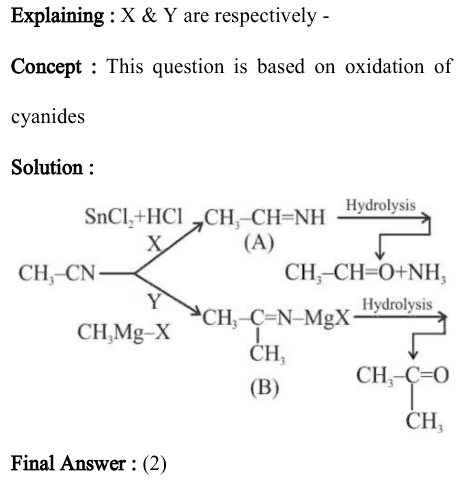 Explaining : X & Y are respectively -
Concept : This question is based on oxidation of
cyanides
Solution :
SnCl₂+HCl CH₃–CH=NH Hydrolysis
X (A)
CH₃–CH=O+NH₃
CH₃–CN
Y CH₃–C=N–MgX Hydrolysis
CH₃Mg–X
CH₃
(B)
CH₃–C=O
CH₃
Final Answer : (2)